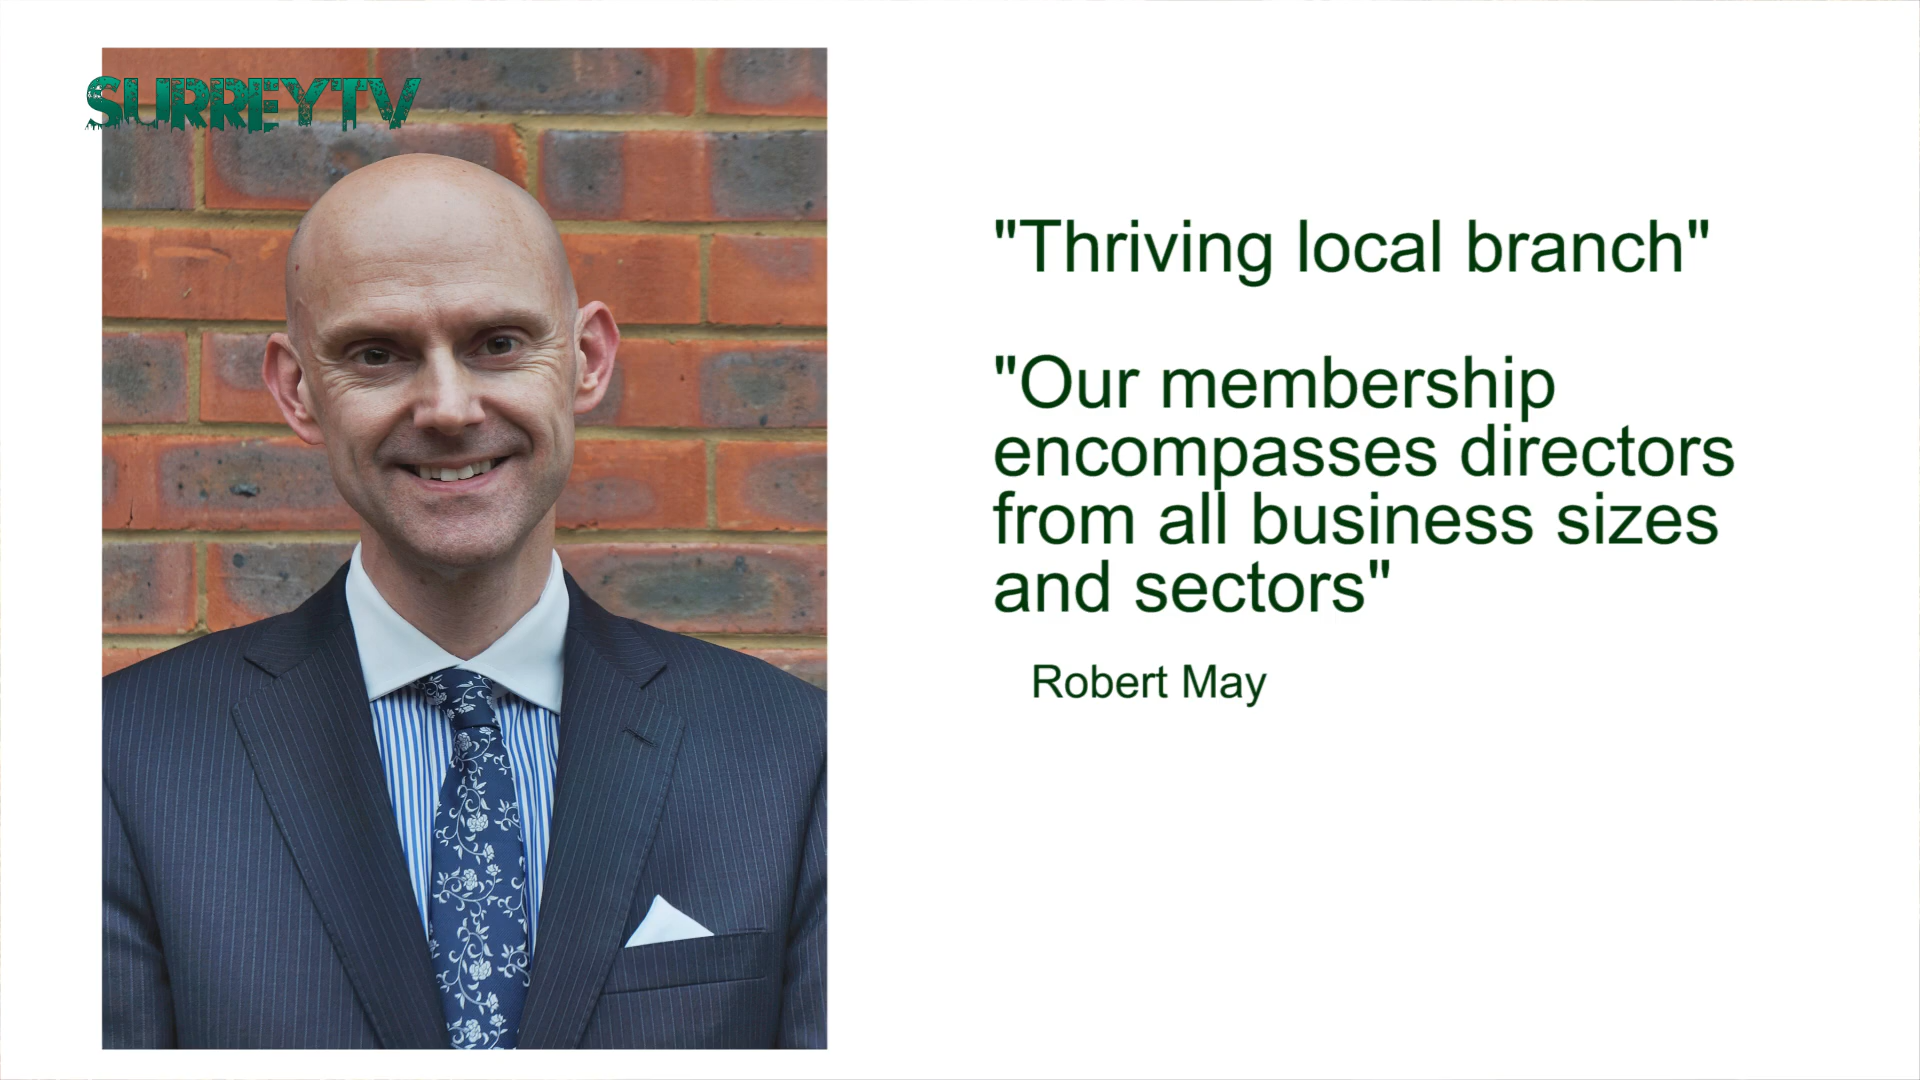 SURREYTV
"Thriving local branch"
"Our membership
encompasses directors
from all business sizes
and sectors"
Robert May